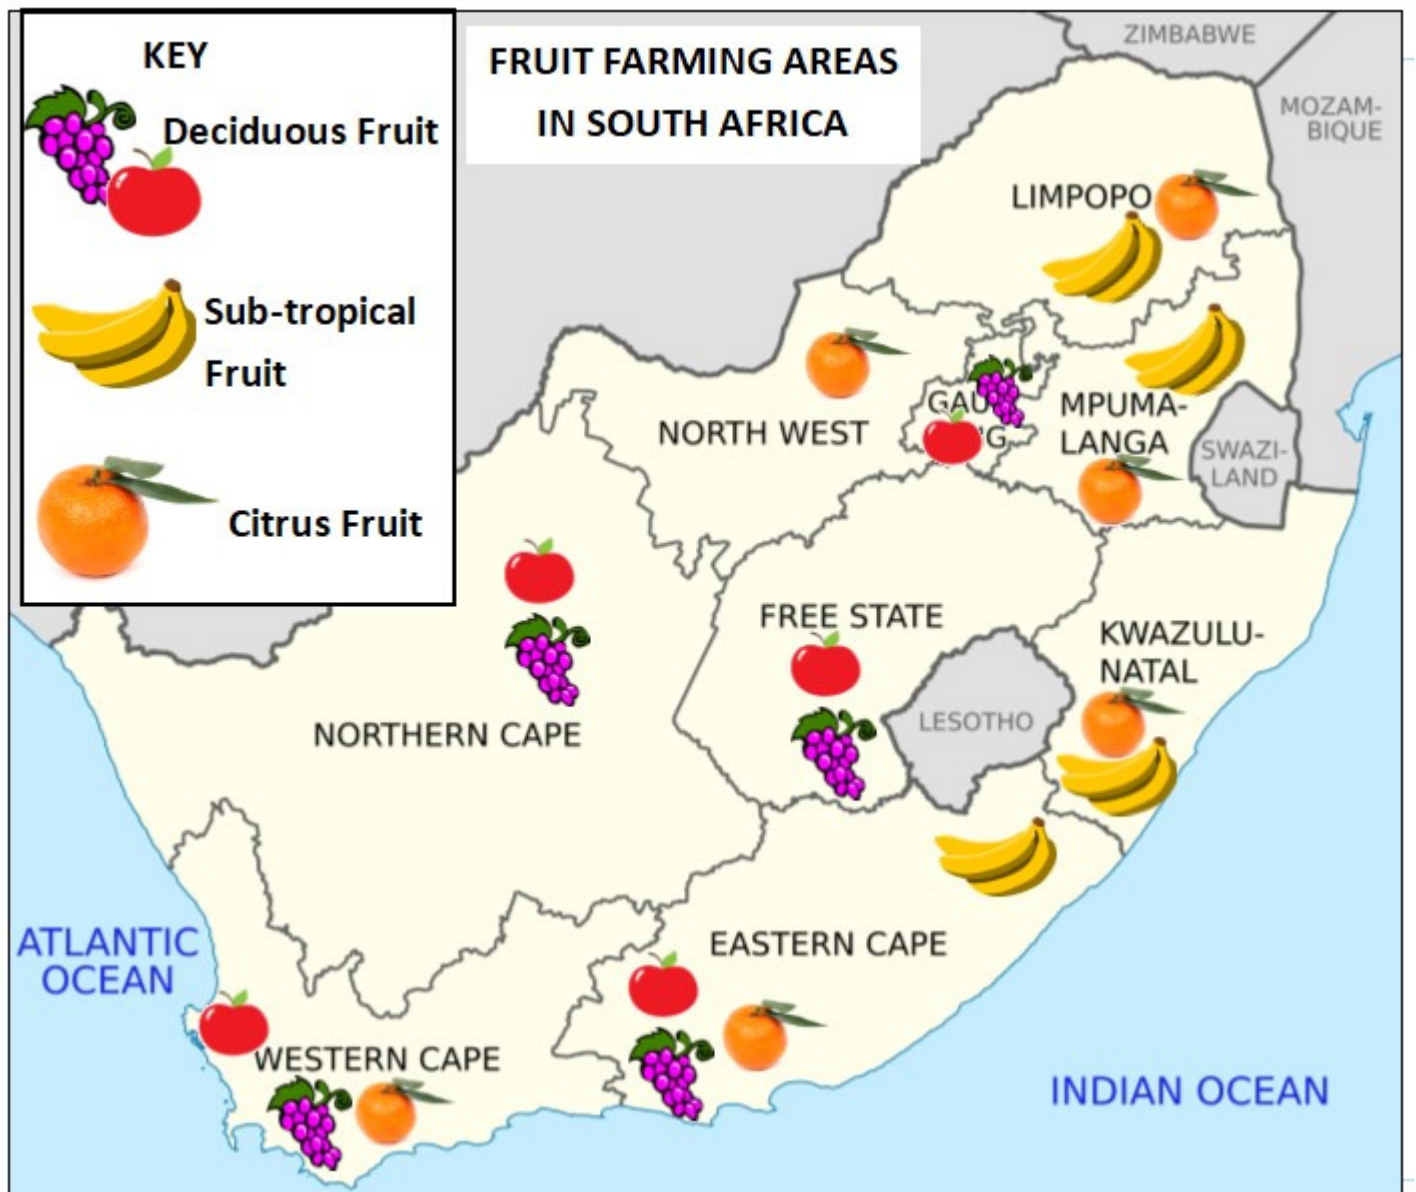 KEY
Deciduous Fruit
Sub-tropical
Fruit
Citrus Fruit
FRUIT FARMING AREAS
IN SOUTH AFRICA
ZIMBABWE
MOZAM-
BIQUE
LIMPOPO
NORTH WEST
GAU
G
MPUMA-
LANGA
SWAZI-
LAND
FREE STATE
KWAZULU-
NATAL
LESOTHO
NORTHERN CAPE
EASTERN CAPE
ATLANTIC
OCEAN
WESTERN CAPE
INDIAN OCEAN